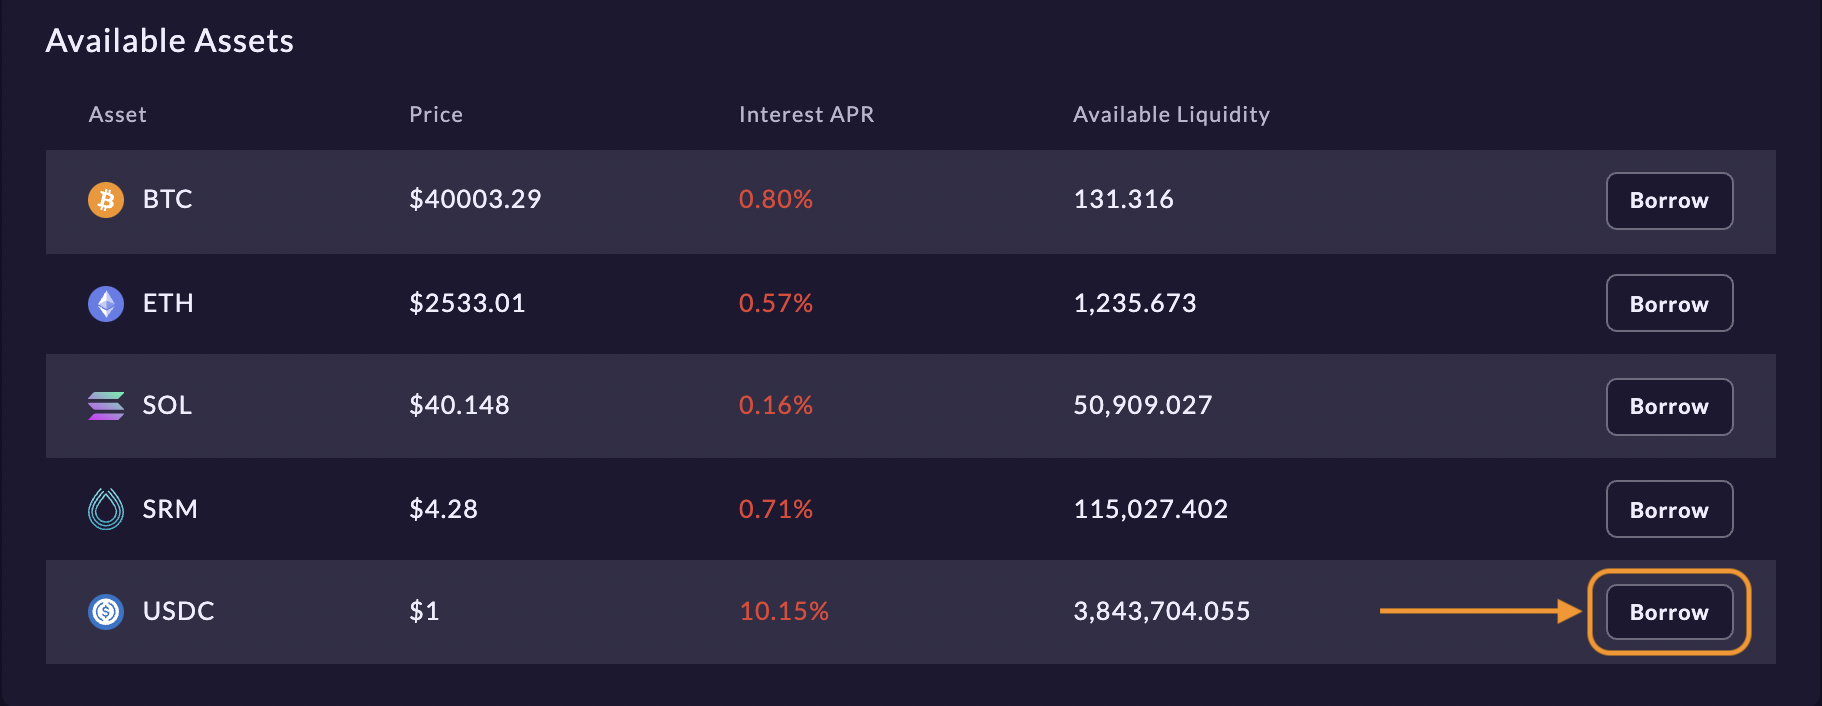 Available Assets
Asset Price Interest APR Available Liquidity
BTC $40003.29 0.80% 131.316 Borrow
ETH $2533.01 0.57% 1,235.673 Borrow
SOL $40.148 0.16% 50,909.027 Borrow
SRM $4.28 0.71% 115,027.402 Borrow
USDC $1 10.15% 3,843,704.055 Borrow